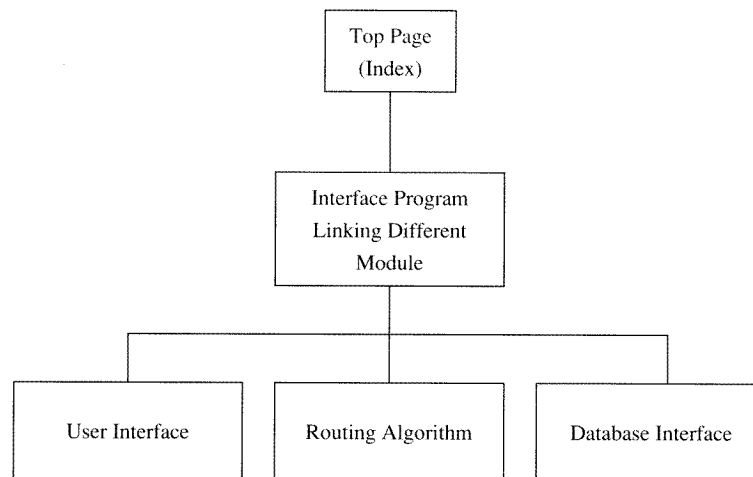 Top Page
(Index)
Interface Program
Linking Different
Module
User Interface
Routing Algorithm
Database Interface